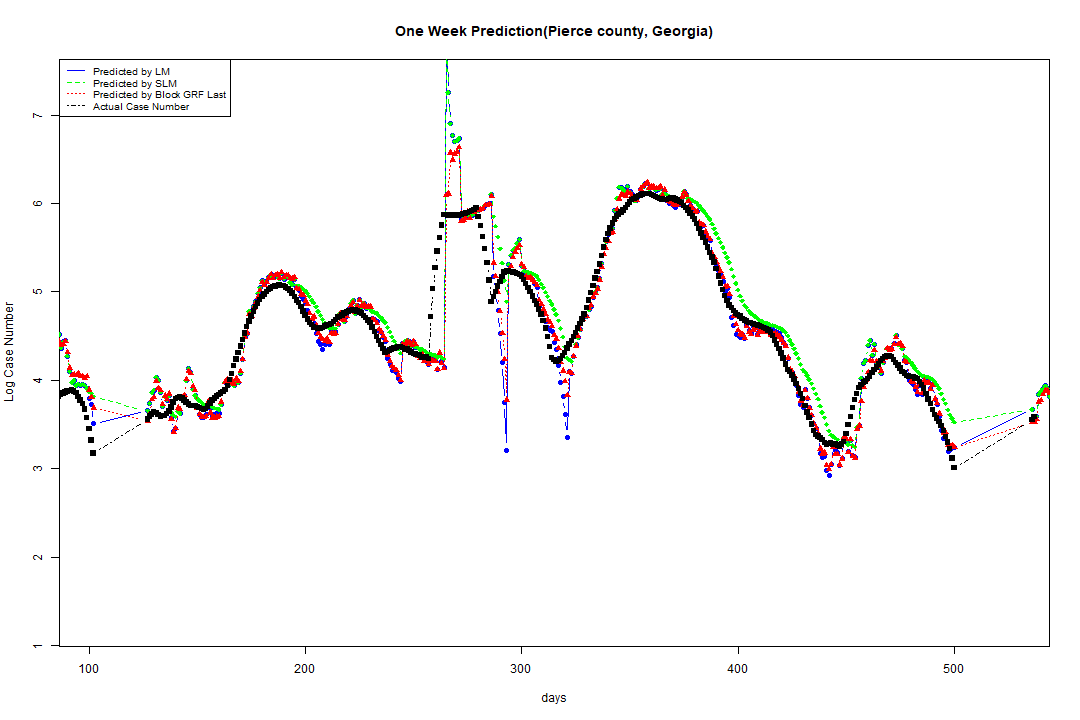 One Week Prediction(Pierce county, Georgia)
Predicted by LM
Predicted by SLM
Predicted by Block GRF Last
Actual Case Number
7
6
5
4
3
2
1
Log Case Number
100 200 300 400 500
days